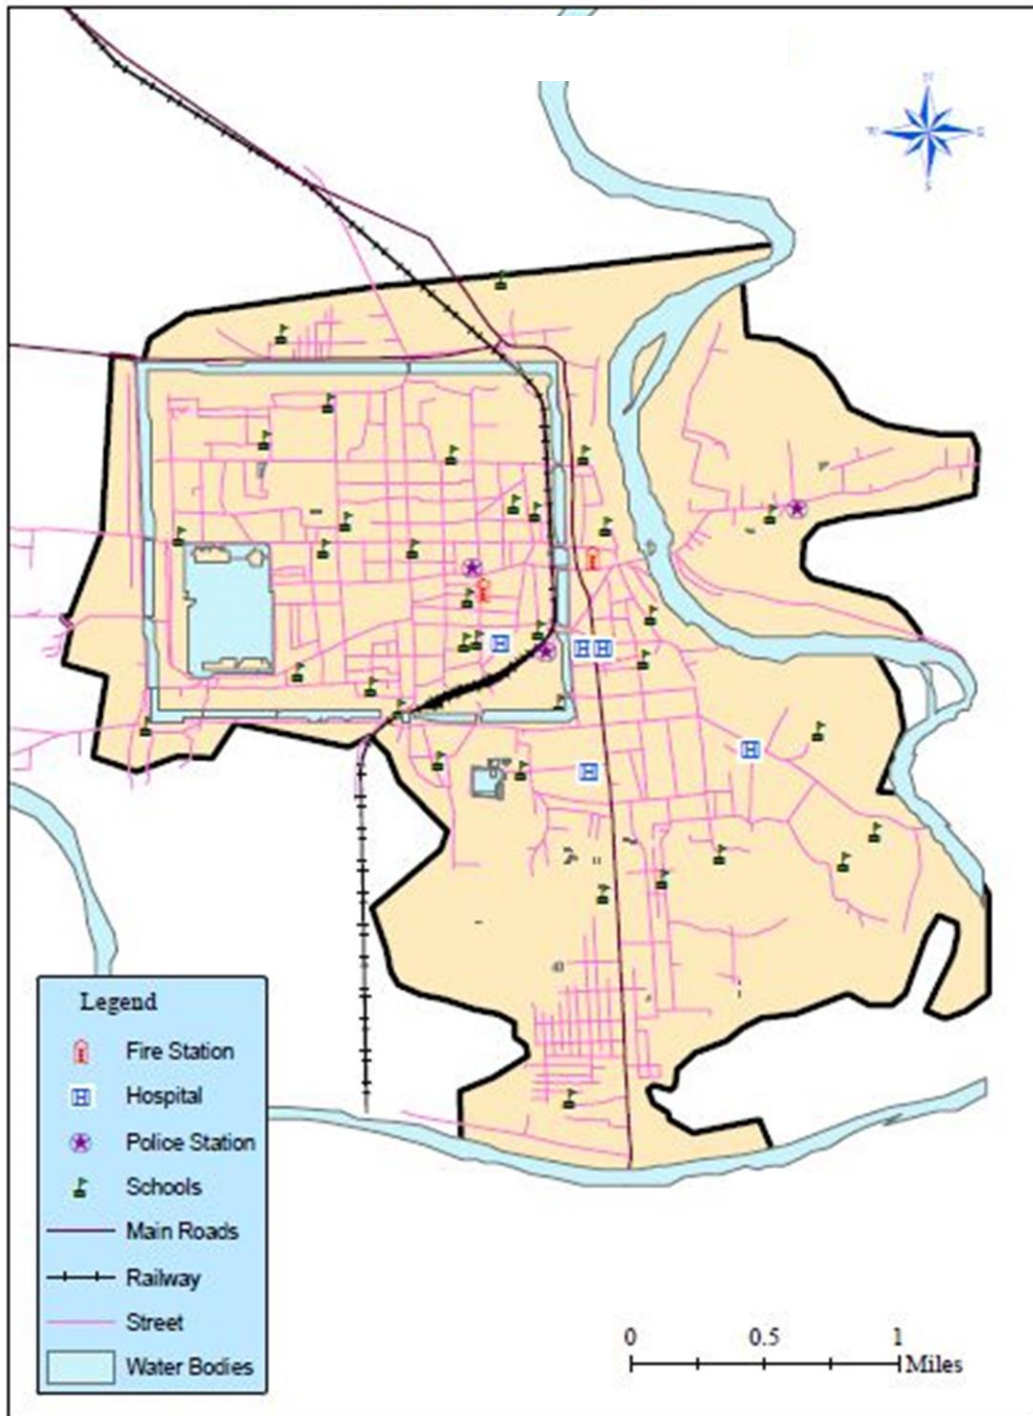 N
W E
S
Legend
Fire Station
Hospital
Police Station
Schools
Main Roads
Railway
Street
Water Bodies
0 0.5 1
Miles